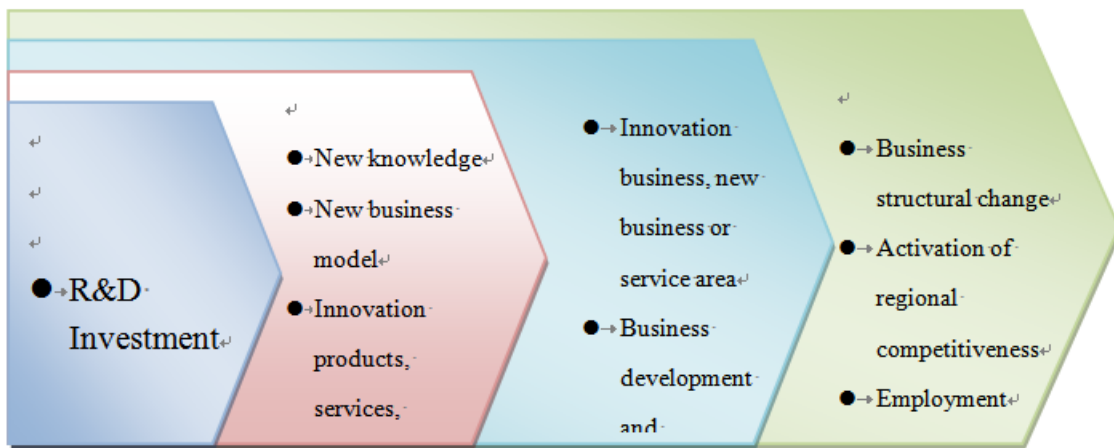 R&D
Investment
New knowledge
New business
model
Innovation
products,
services,
Innovation
business, new
business or
service area
Business
development
and
Business
structural change
Activation of
regional
competitiveness
Employment